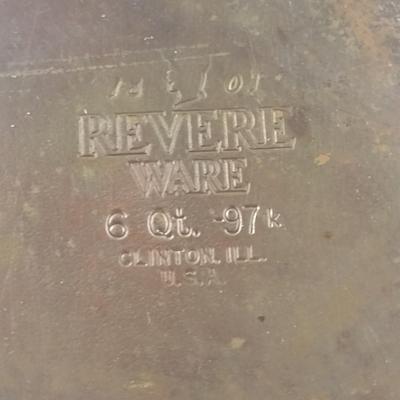 REVERE
WARE
6 Qt. 97 k
CLINTON, ILL.
U.S.A.